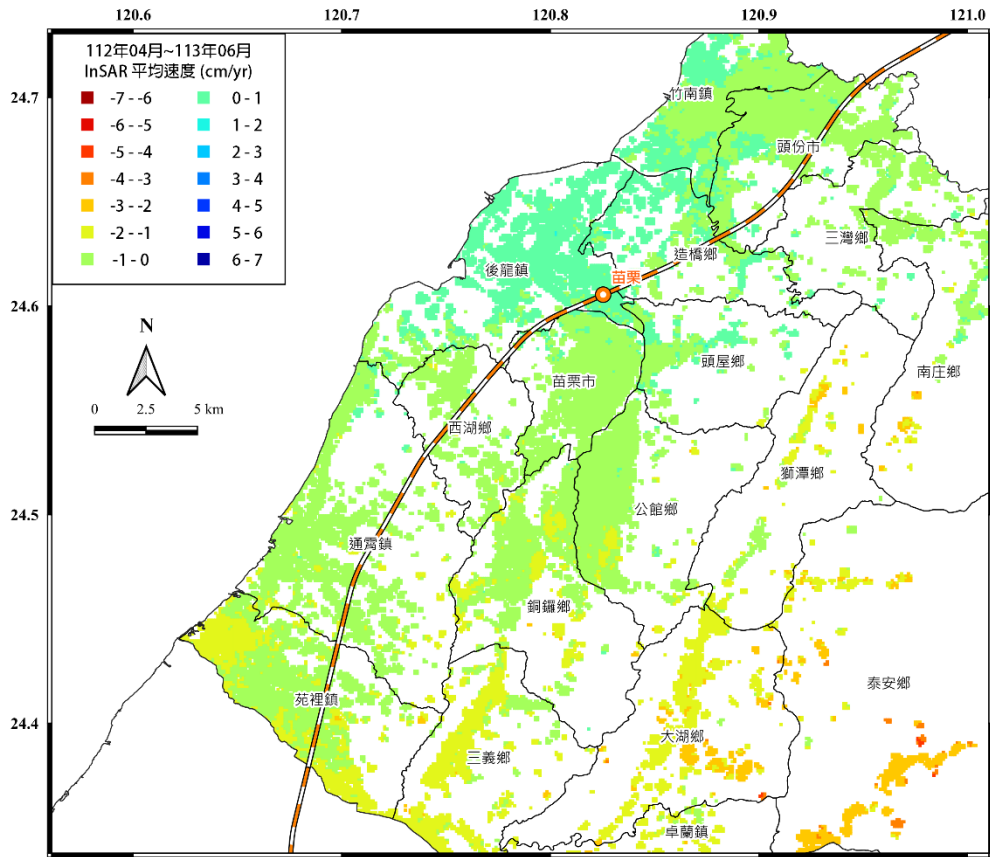 120.6 120.7 120.8 120.9 121.0
112年04月~113年06月
InSAR 平均速度 (cm/yr)
-7 - -6 0 - 1
-6 - -5 1 - 2
-5 - -4 2 - 3
-4 - -3 3 - 4
-3 - -2 4 - 5
-2 - -1 5 - 6
-1 - 0 6 - 7
24.7
竹南鎮
頭份市
三灣鄉
造橋鄉
後龍鎮
苗栗
24.6
N
頭屋鄉
南庄鄉
苗栗市
0 2.5 5 km
西湖鄉
獅潭鄉
24.5
公館鄉
通霄鎮
銅鑼鄉
泰安鄉
苑裡鎮
24.4
大湖鄉
三義鄉
卓蘭鎮